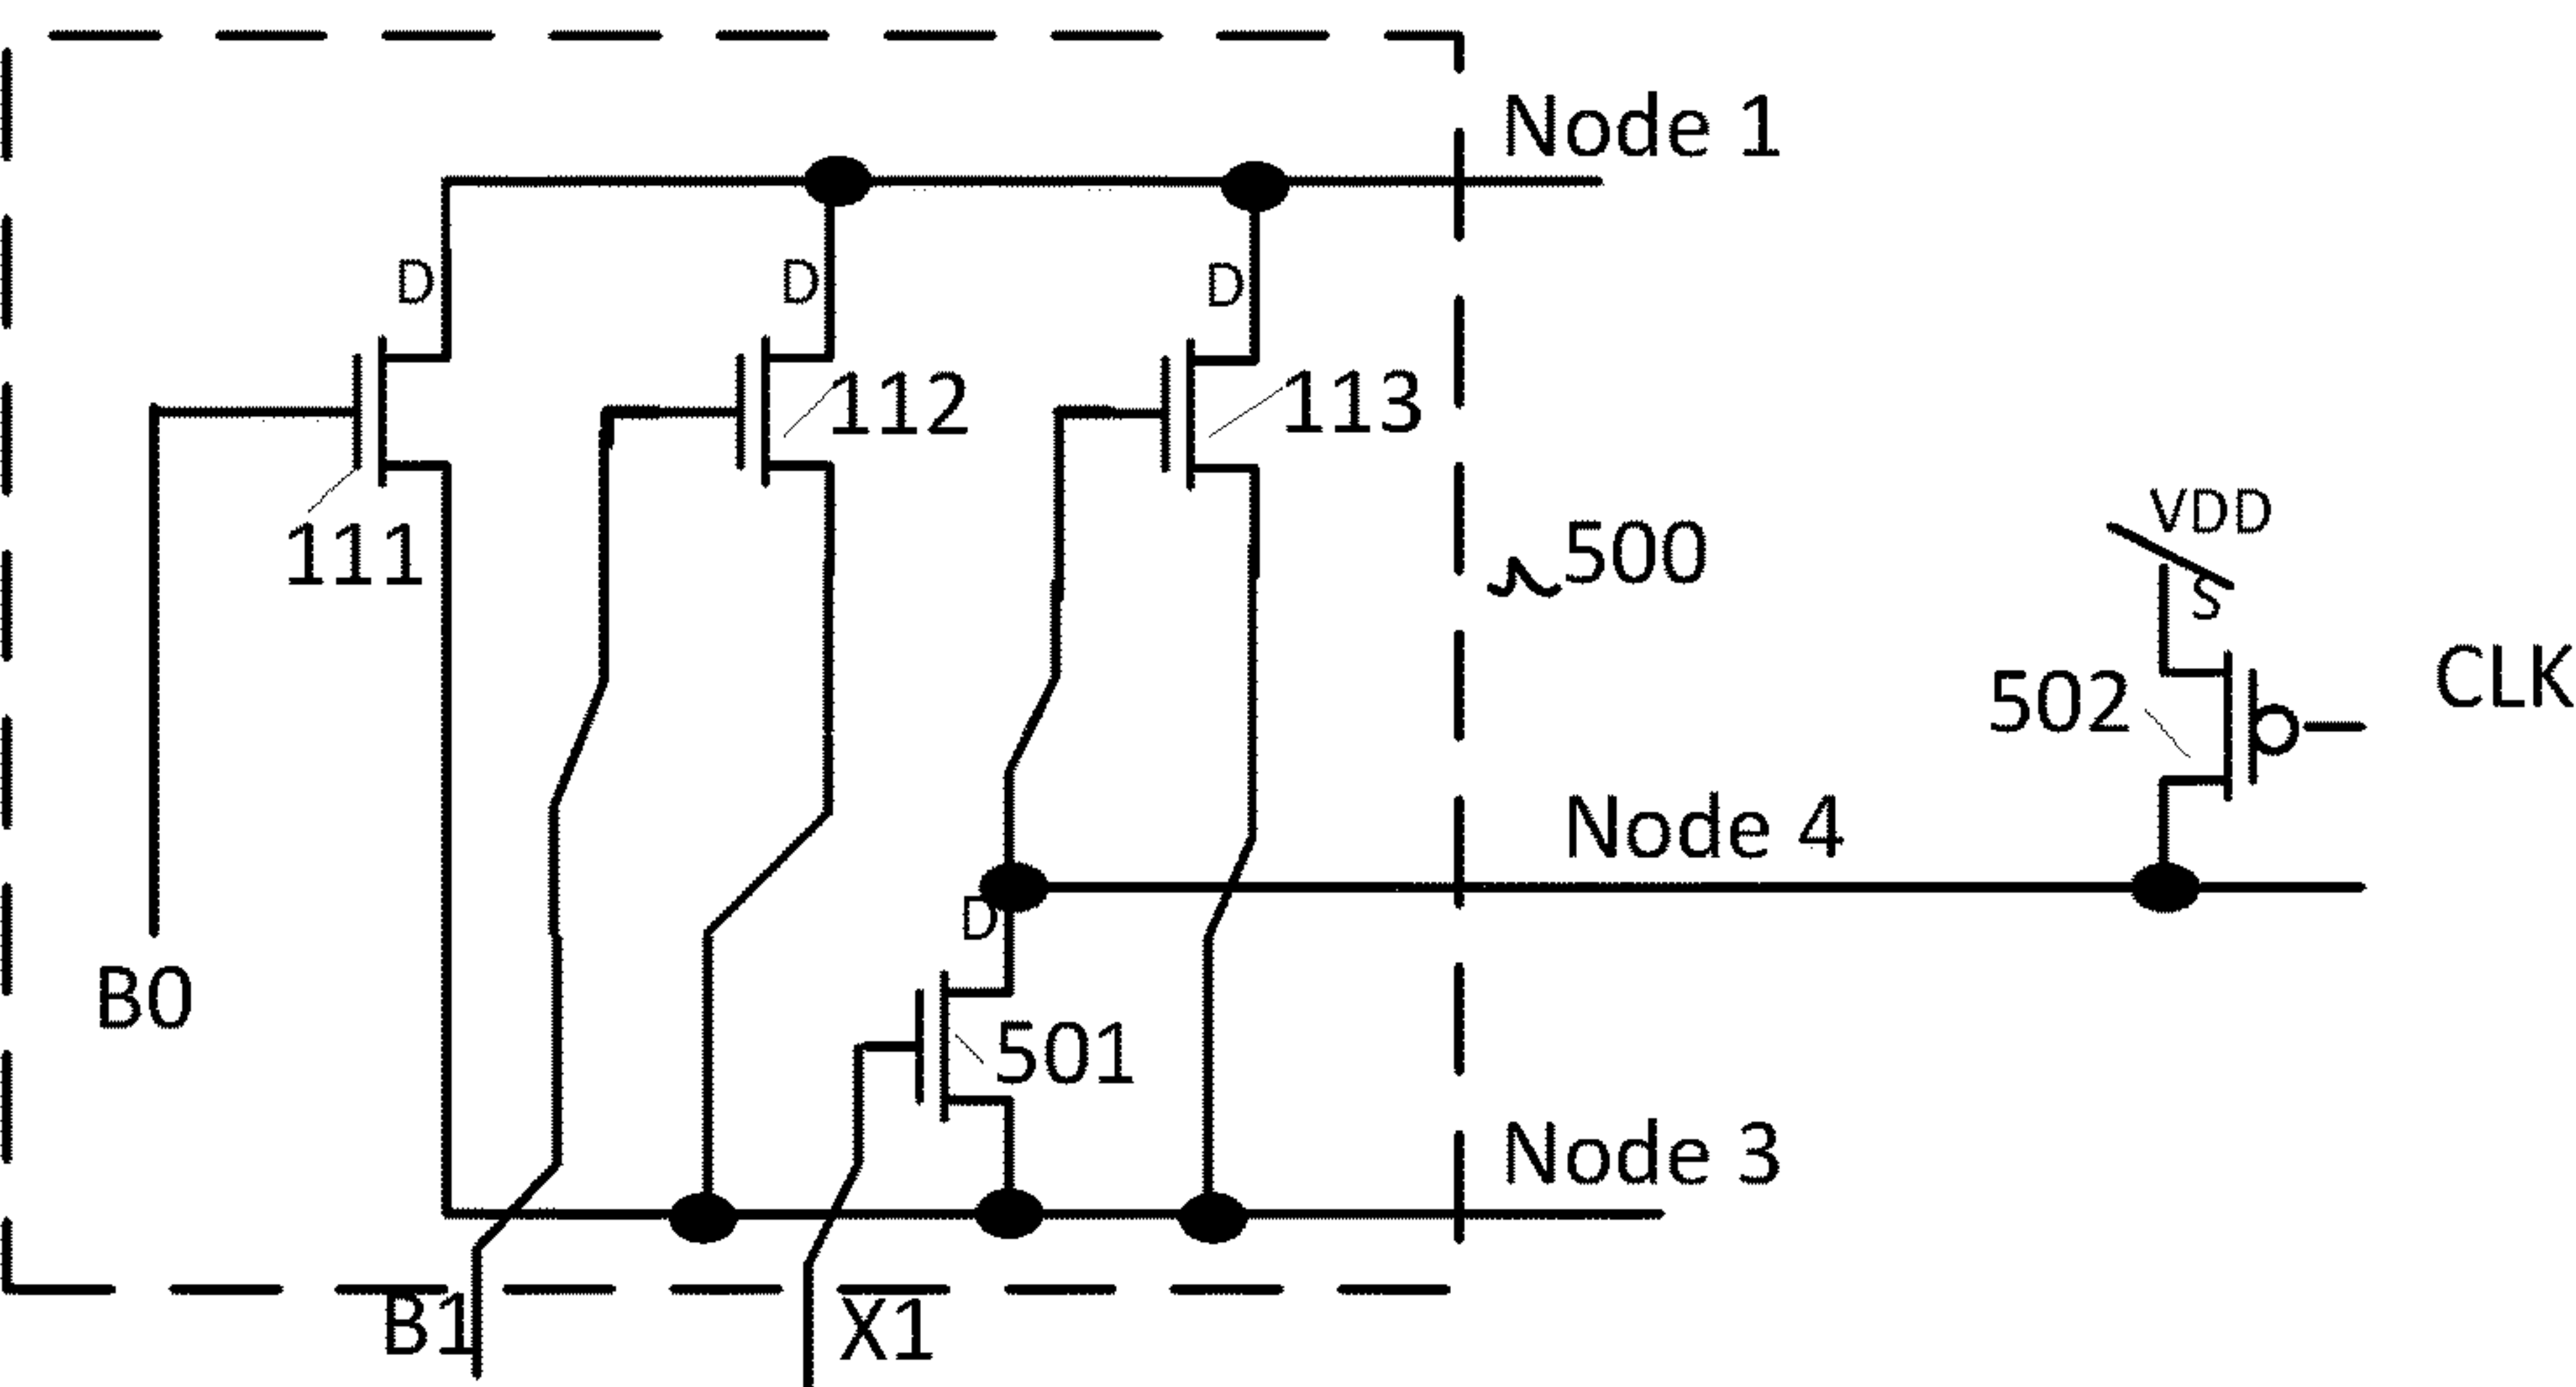 Node 1
D
D
D
112
113
111
500
VDD
S
502
CLK
Node 4
D
B0
501
Node 3
B1
X1